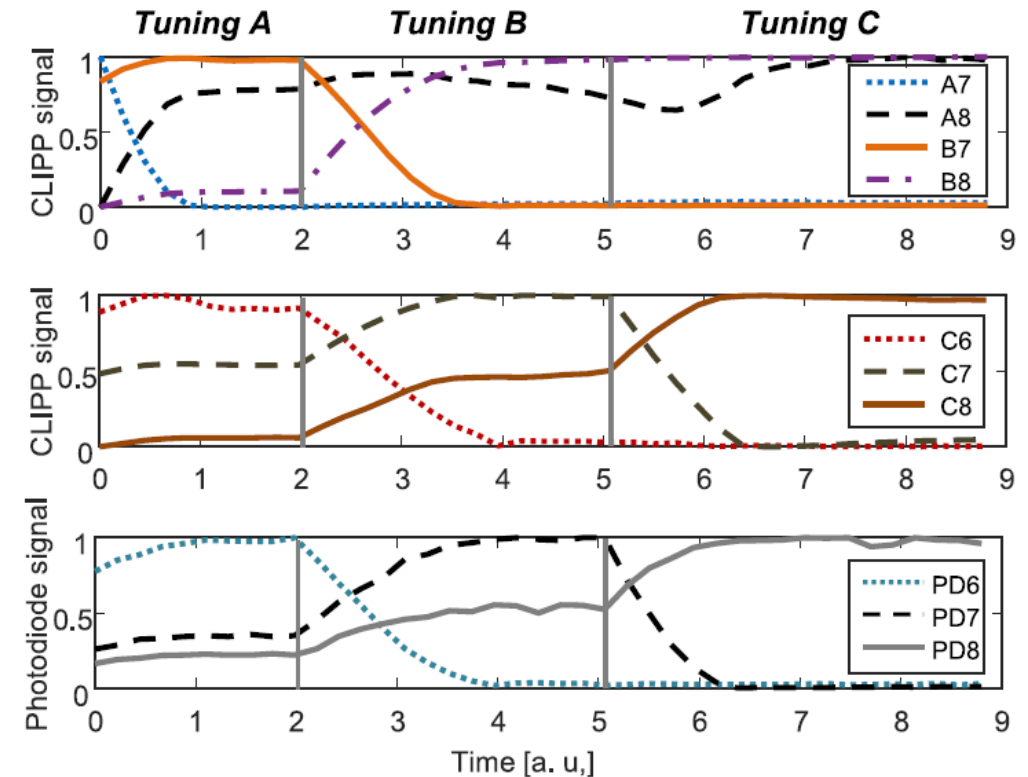 Tuning A Tuning B Tuning C
CLIPP signal
1
0.5
0
0 1 2 3 4 5 6 7 8 9
A7
A8
B7
B8
CLIPP signal
1
0.5
0
0 1 2 3 4 5 6 7 8 9
C6
C7
C8
Photodiode signal
1
0.5
0
0 1 2 3 4 5 6 7 8 9
PD6
PD7
PD8
Time [a. u,]